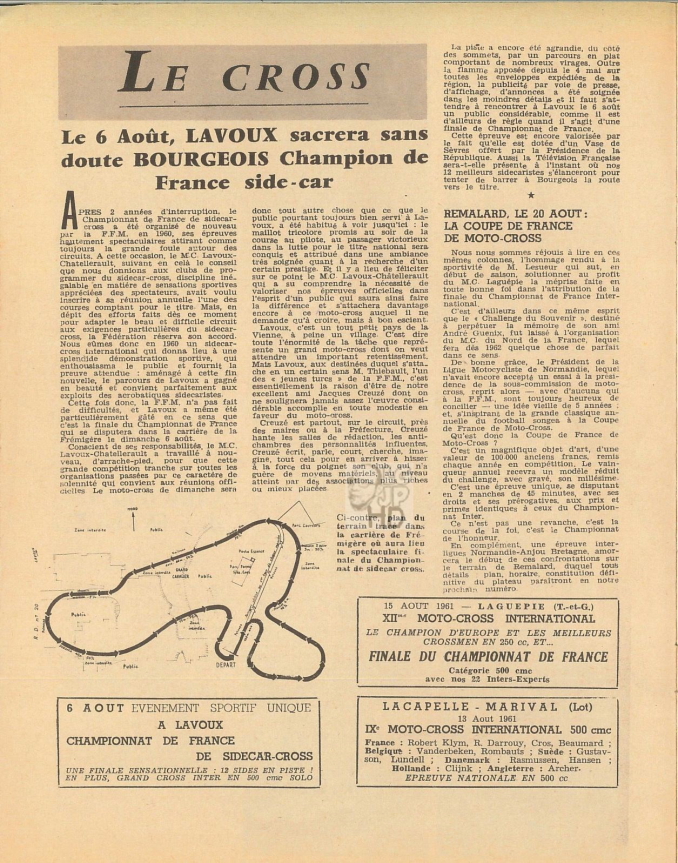 LE CROSS
Le 6 Août, LAVOUX sacrera sans
doute BOURGEOIS Champion de
France side-car
APRES 2 années d'interruption, le
Championnat de France de sidecar-
cross a été organisé de nouveau
par la F.F.M. en 1960, ses épreuves
hautement spectaculaires attirant comme
toujours la grande foule autour des
circuits. A cette occasion, le M.C. Lavoux-
Chatelleraut, suivant en cela le conseil
que nous donnions aux clubs de pro-
grammer du sidecar-cross, discipline iné-
galable en matière de sensations sportives
appréciées des spectateurs, avait voulu
inscrire à sa réunion annuelle l'une des
courses comptant pour le titre. Mais, en
dépit des efforts faits dès ce moment
pour adapter le beau et difficile circuit
aux exigences particulières du sidecar-
cross, la Fédération réserva son accord.
Nous eûmes donc en 1960 un sidecar-
cross international qui donna lieu à une
splendide démonstration sportive, qui
enthousiasma le public et fournit la
preuve attendue : aménagé à cette fin
nouvelle, le parcours de Lavoux a gagné
en beauté et convient parfaitement aux
exploits des acrobatiques sidecaristes.
Cette fois donc, la F.F.M. n'a pas fait
de difficultés, et Lavoux a même été
particulièrement gâté en ce sens que
c'est la finale du Championnat de France
qui se disputera dans la carrière de la
Frémigère le dimanche 6 août.
Conscient de ses responsabilités, le M.C.
Lavoux-Chatellerault a travaillé à nou-
veau, d'arrache-pied, pour que cette
grande compétition tranche sur toutes les
organisations passées par ce caractère de
solennité qui convient aux réunions offi-
cielles Le moto-cross de dimanche sera
donc tout autre chose que ce que le
public pourtant toujours bien servi à La-
voux, a été habitué à voir jusqu'ici : le
maillot tricolore promis au soir de la
course au pilote, au passager victorieux
dans la lutte pour le titre national sera
conquis et attribué dans une ambiance
très soignée quant à la recherche d'un
certain prestige. Et il y a lieu de féliciter
sur ce point le M.C Lavoux-Châtellerault
qui a su comprendre la nécessité de
valoriser nos épreuves officielles dans
l'esprit d'un public qui saura ainsi faire
la différence et s'attachera davantage
encore à ce moto-cross auquel il ne
demande qu'à croire, mais à bon escient.
Lavoux, c'est un tout petit pays de la
Vienne, à peine un village. C'est dire
toute l'énormité de la tâche que repré-
sente un grand moto-cross dont on veut
attendre un important retentissement.
Mais Lavoux, aux destinées duquel s'atta-
che en un certain sens M. Thiebault, l'un
des « jeunes turcs » de la F.F.M., c'est
essentiellement la raison d'être de notre
excellent ami Jacques Creuzé dont on
ne soulignera jamais assez l'œuvre consi-
dérable accomplie en toute modestie en
faveur du moto-cross.
Creuzé est partout, sur le circuit, près
des maires ou à la Préfecture, Creuzé
hante les salles de rédaction, les anti-
chambres des personnalités influentes.
Creuzé écrit, parle, court, cherche, ima-
gine, tout cela pour en arriver à hisser,
à la force du poignet son club, qui n'a
guère de moyens matériels, au niveau
atteint par des associations plus riches
ou mieux placées.
La piste a encore été agrandie, du côté
des sommets, par un parcours en plat
comportant de nombreux virages. Outre
la flamme apposée depuis le 4 mai sur
toutes les enveloppes expédiées de la
région, la publicité par voie de presse,
d'affichage, d'annonces a été soignée
dans les moindres détails et il faut s'at-
tendre à rencontrer à Lavoux le 6 août
un public considérable, comme il est
d'ailleurs de règle quand il s'agit d'une
finale de Championnat de France.
Cette épreuve est encore valorisée par
le fait qu'elle est dotée d'un Vase de
Sèvres offert par la Présidence de la
République. Aussi la Télévision Française
sera-t-elle présente à l'instant où nos
12 meilleurs sidecaristes s'élanceront pour
tenter de barrer à Bourgeois la route
vers le titre.
★
REMALARD, LE 20 AOUT :
LA COUPE DE FRANCE
DE MOTO-CROSS
Nous nous sommes réjouis à lire en ces
mêmes colonnes, l'hommage rendu à la
sportivité de M. Lesueur qui sut, en
début de saison, solutionner au profit
du M.C. Laguépie la méprise faite en
toute bonne foi dans l'attribution de la
finale du Championnat de France Inter-
national.
C'est d'ailleurs dans ce même esprit
que le « Challenge du Souvenir », destiné
à perpétuer la mémoire de son ami
André Guenix, fut laissé à l'organisation
du M.C. du Nord de la France, lequel
fera dès 1962 quelque chose de parfait
dans ce sens.
De bonne grâce, le Président de la
Ligue Motocycliste de Normandie, lequel
n'avait encore accepté un essai à la prési-
dence de la sous-commission de moto-
cross, reprit alors — avec d'aucuns qui
à la F.F.M. sont toujours heureux de
concilier — une idée vieille de 5 années ;
et, s'inspirant de la grande classique an-
nuelle du football songea à la Coupe
de France de Moto-Cross.
Qu'est donc la Coupe de France de
Moto-Cross ?
C'est un magnifique objet d'art, d'une
valeur de 100.000 anciens francs, remis
chaque année en compétition. Le vain-
queur annuel recevra un modèle réduit
du challenge, avec gravé, son millésime.
C'est une épreuve unique, se disputant
en 2 manches de 45 minutes, avec ses
droits et ses prérogatives, aux prix et
primes identiques à ceux du Champion-
nat Inter.
Ce n'est pas une revanche, c'est la
course de la foi, c'est le Championnat
de l'honneur.
En complément, une épreuve inter-
ligues Normandie-Anjou Bretagne, amor-
cera le début de ces confrontations sur
le terrain de Remalard, duquel tous
détails plan, horaire, constitution défi-
nitive du plateau paraîtront en notre
prochain numéro
Ci-contre, plan du
terrain tracé dans
la carrière de Fré-
migère où aura lieu
la spectaculaire fi-
nale du Champion-
nat de sidecar cross.
Public
Public
Public
Public
DEPART
6 AOUT EVENEMENT SPORTIF UNIQUE
A LAVOUX
CHAMPIONNAT DE FRANCE
DE SIDECAR-CROSS
UNE FINALE SENSATIONNELLE : 12 SIDES EN PISTE !
EN PLUS, GRAND CROSS INTER EN 500 cmc SOLO
15 AOUT 1961 — LAGUEPIE (T.-et-G.)
XIIme MOTO-CROSS INTERNATIONAL
LE CHAMPION D'EUROPE ET LES MEILLEURS
CROSSMEN EN 250 cc, ET...
FINALE DU CHAMPIONNAT DE FRANCE
Catégorie 500 cmc
avec nos 22 Inters-Experts
LACAPELLE - MARIVAL (Lot)
13 Aout 1961
IXe MOTO-CROSS INTERNATIONAL 500 cmc
France : Robert Klym, R. Darrouy, Cros, Beaumard ;
Belgique : Vanderbeken, Rombauts ; Suède : Gustav-
son, Lundell ; Danemark : Rasmussen, Hansen ;
Hollande : Clijnk ; Angleterre : Archer.
EPREUVE NATIONALE EN 500 cc